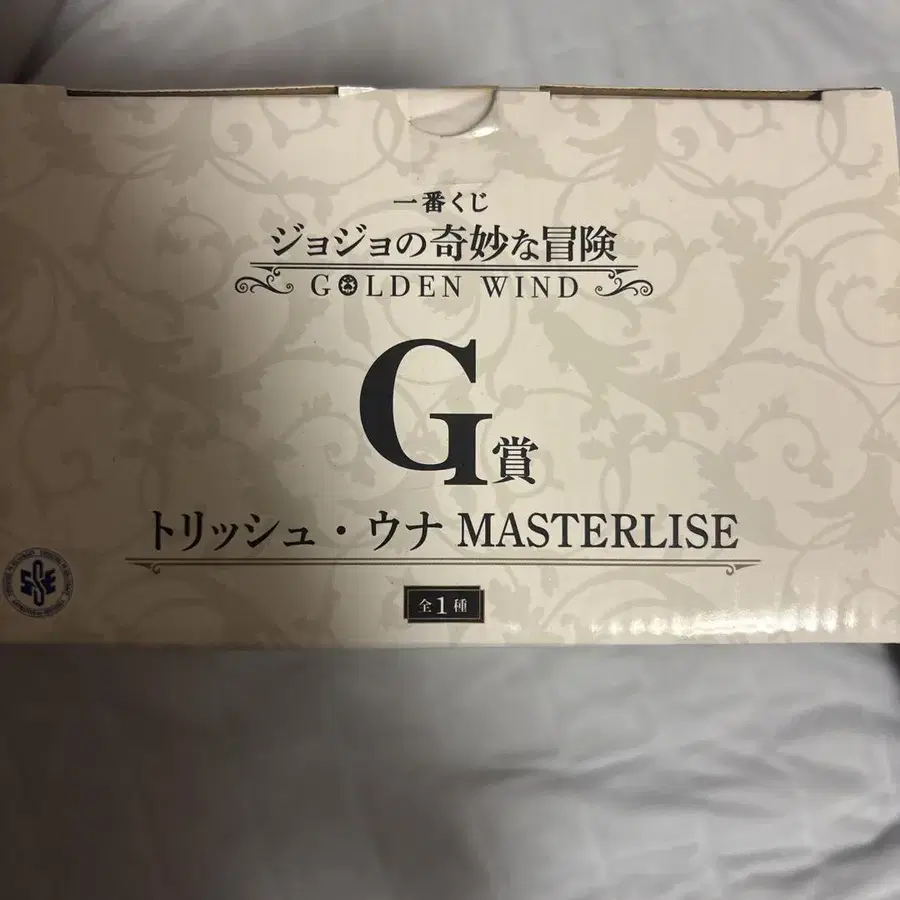 一番くじ
ジョジョの奇妙な冒険
GOLDEN WIND
G賞
トリッシュ・ウナ MASTERLISE
全1種